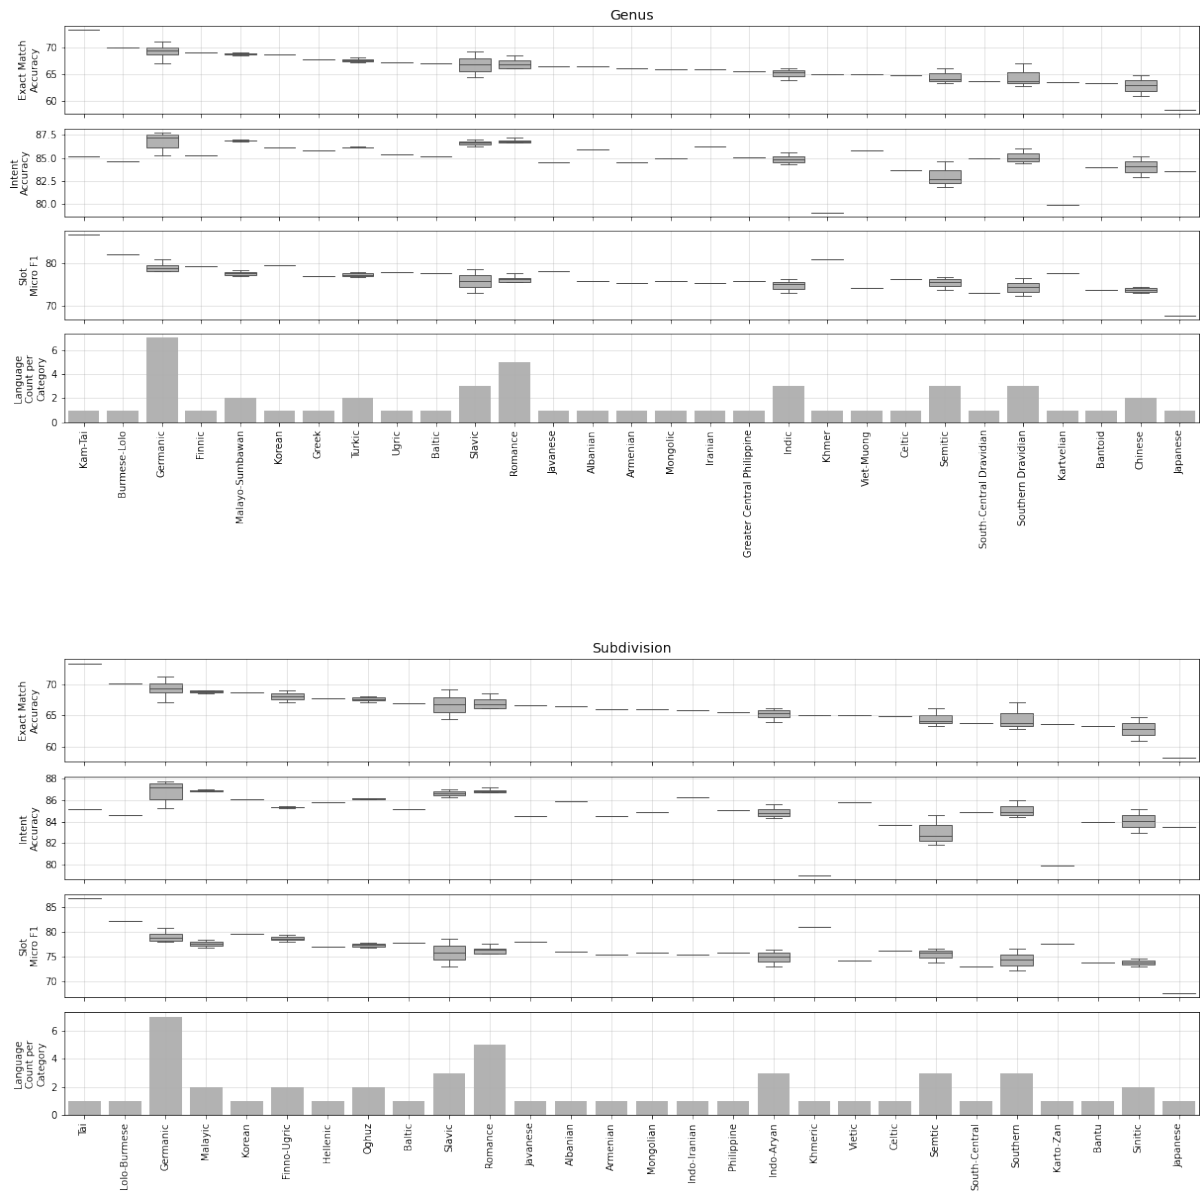 Genus
Exact Match
Accuracy
70
65
60
Intent
Accuracy
87.5
85.0
82.5
80.0
Slot
Micro F1
80
70
Language
Count per
Category
6
4
2
0
Kam-Tai
Burmese-Lolo
Germanic
Finnic
Malayo-Sumbawan
Korean
Greek
Turkic
Ugric
Baltic
Slavic
Romance
Javanese
Albanian
Armenian
Mongolic
Iranian
Greater Central Philippine
Indic
Khmer
Viet-Muong
Celtic
Semitic
South-Central Dravidian
Southern Dravidian
Kartvelian
Bantoid
Chinese
Japanese
Subdivision
Exact Match
Accuracy
70
65
60
Intent
Accuracy
88
86
84
82
80
Slot
Micro F1
85
80
75
70
Language
Count per
Category
6
4
2
0
Tai
Lolo-Burmese
Germanic
Malayic
Korean
Finno-Ugric
Hellenic
Oghuz
Baltic
Slavic
Romance
Javanese
Albanian
Armenian
Mongolian
Indo-Iranian
Philippine
Indo-Aryan
Khmeric
Vietic
Celtic
Semtic
South-Central
Southern
Karto-Zan
Bantu
Sinitic
Japanese